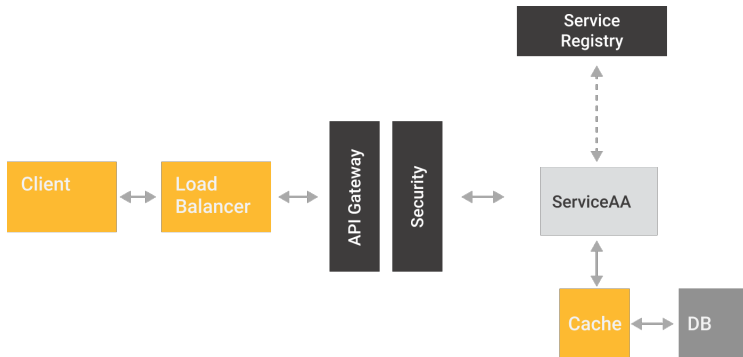 Service
Registry
Client
Load
Balancer
API Gateway
Security
ServiceAA
Cache
DB